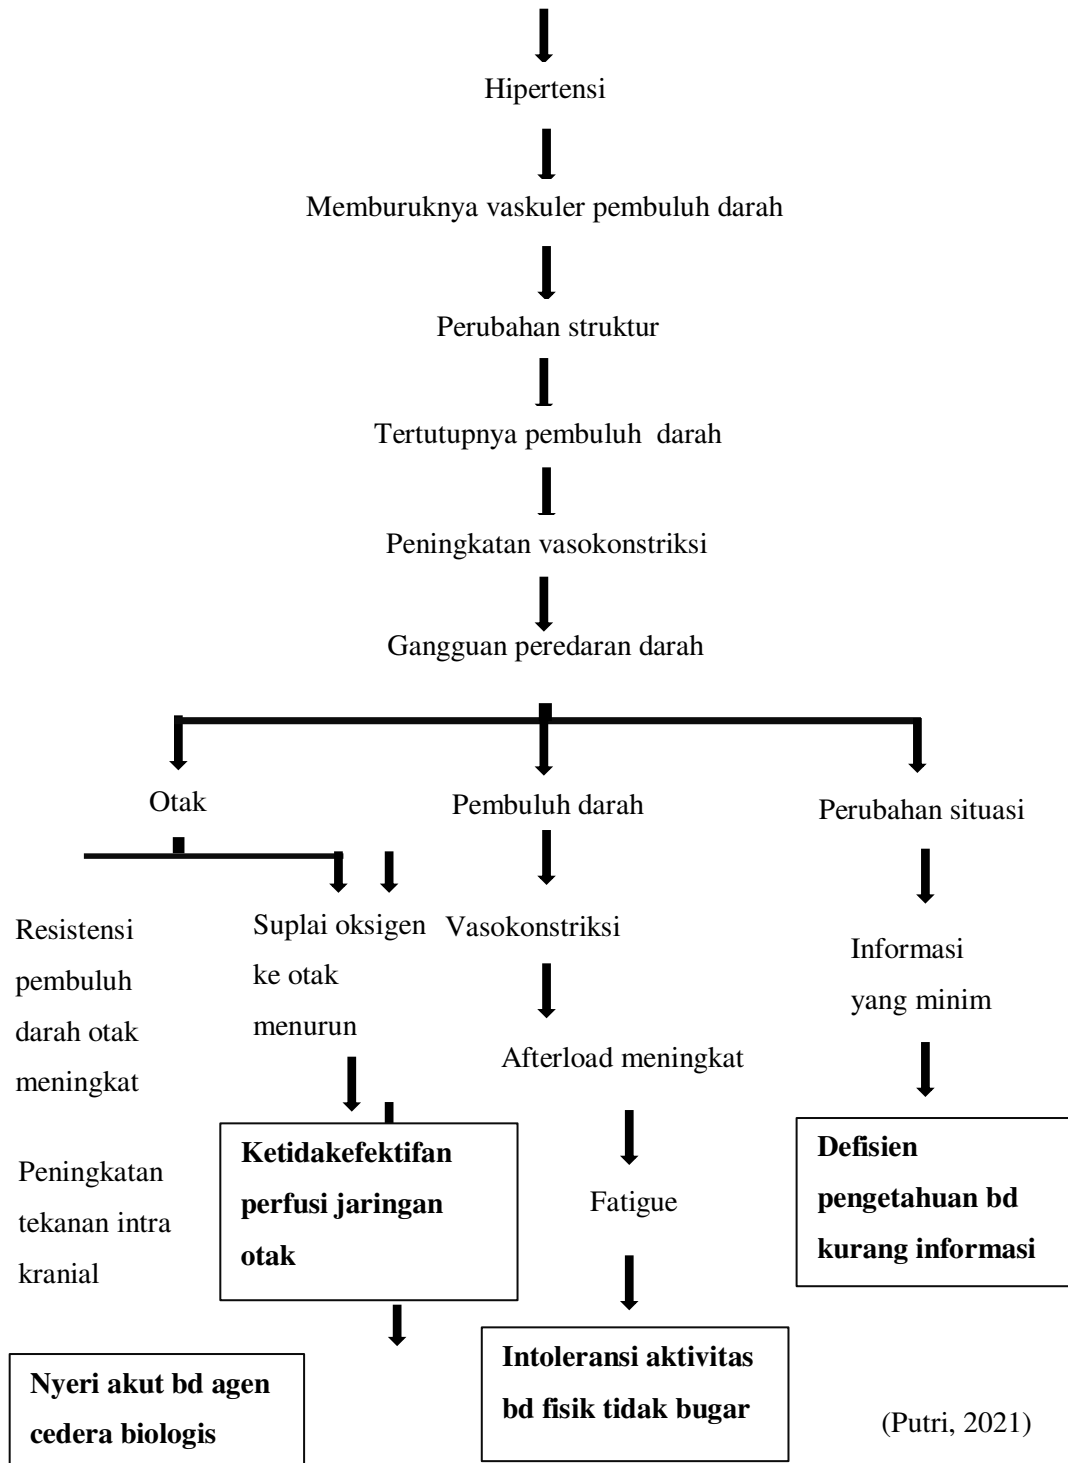 Hipertensi
Memburuknya vaskuler pembuluh darah
Perubahan struktur
Tertutupnya pembuluh darah
Peningkatan vasokonstriksi
Gangguan peredaran darah
Otak
Pembuluh darah
Perubahan situasi
Resistensi
pembuluh
darah otak
meningkat
Suplai oksigen
ke otak
menurun
Vasokonstriksi
Informasi
yang minim
Afterload meningkat
Peningkatan
tekanan intra
kranial
Ketidakefektifan
perfusi jaringan
otak
Fatigue
Defisien
pengetahuan bd
kurang informasi
Nyeri akut bd agen
cedera biologis
Intoleransi aktivitas
bd fisik tidak bugar
(Putri, 2021)